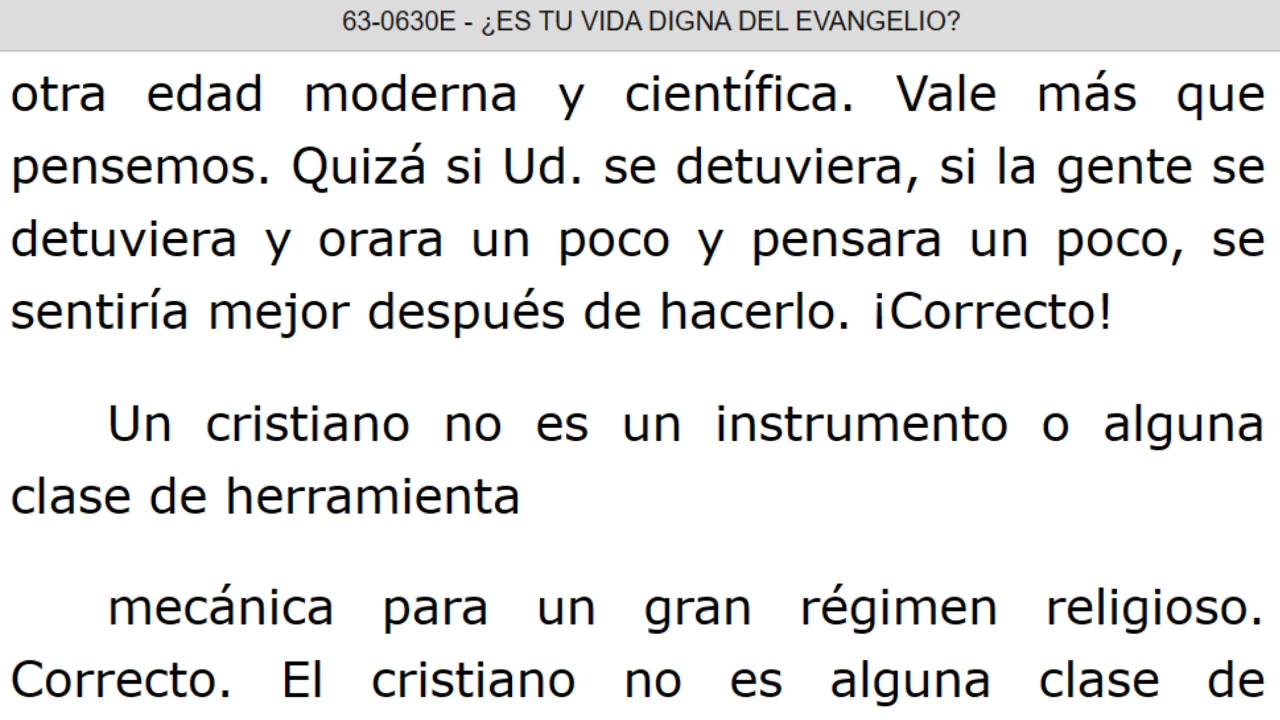 63-0630E - ¿ES TU VIDA DIGNA DEL EVANGELIO?
otra edad moderna y científica. Vale más que
pensemos. Quizá si Ud. se detuviera, si la gente se
detuviera y orara un poco y pensara un poco, se
sentiría mejor después de hacerlo. ¡Correcto!
Un cristiano no es un instrumento o alguna
clase de herramienta
mecánica para un gran régimen religioso.
Correcto. El cristiano no es alguna clase de